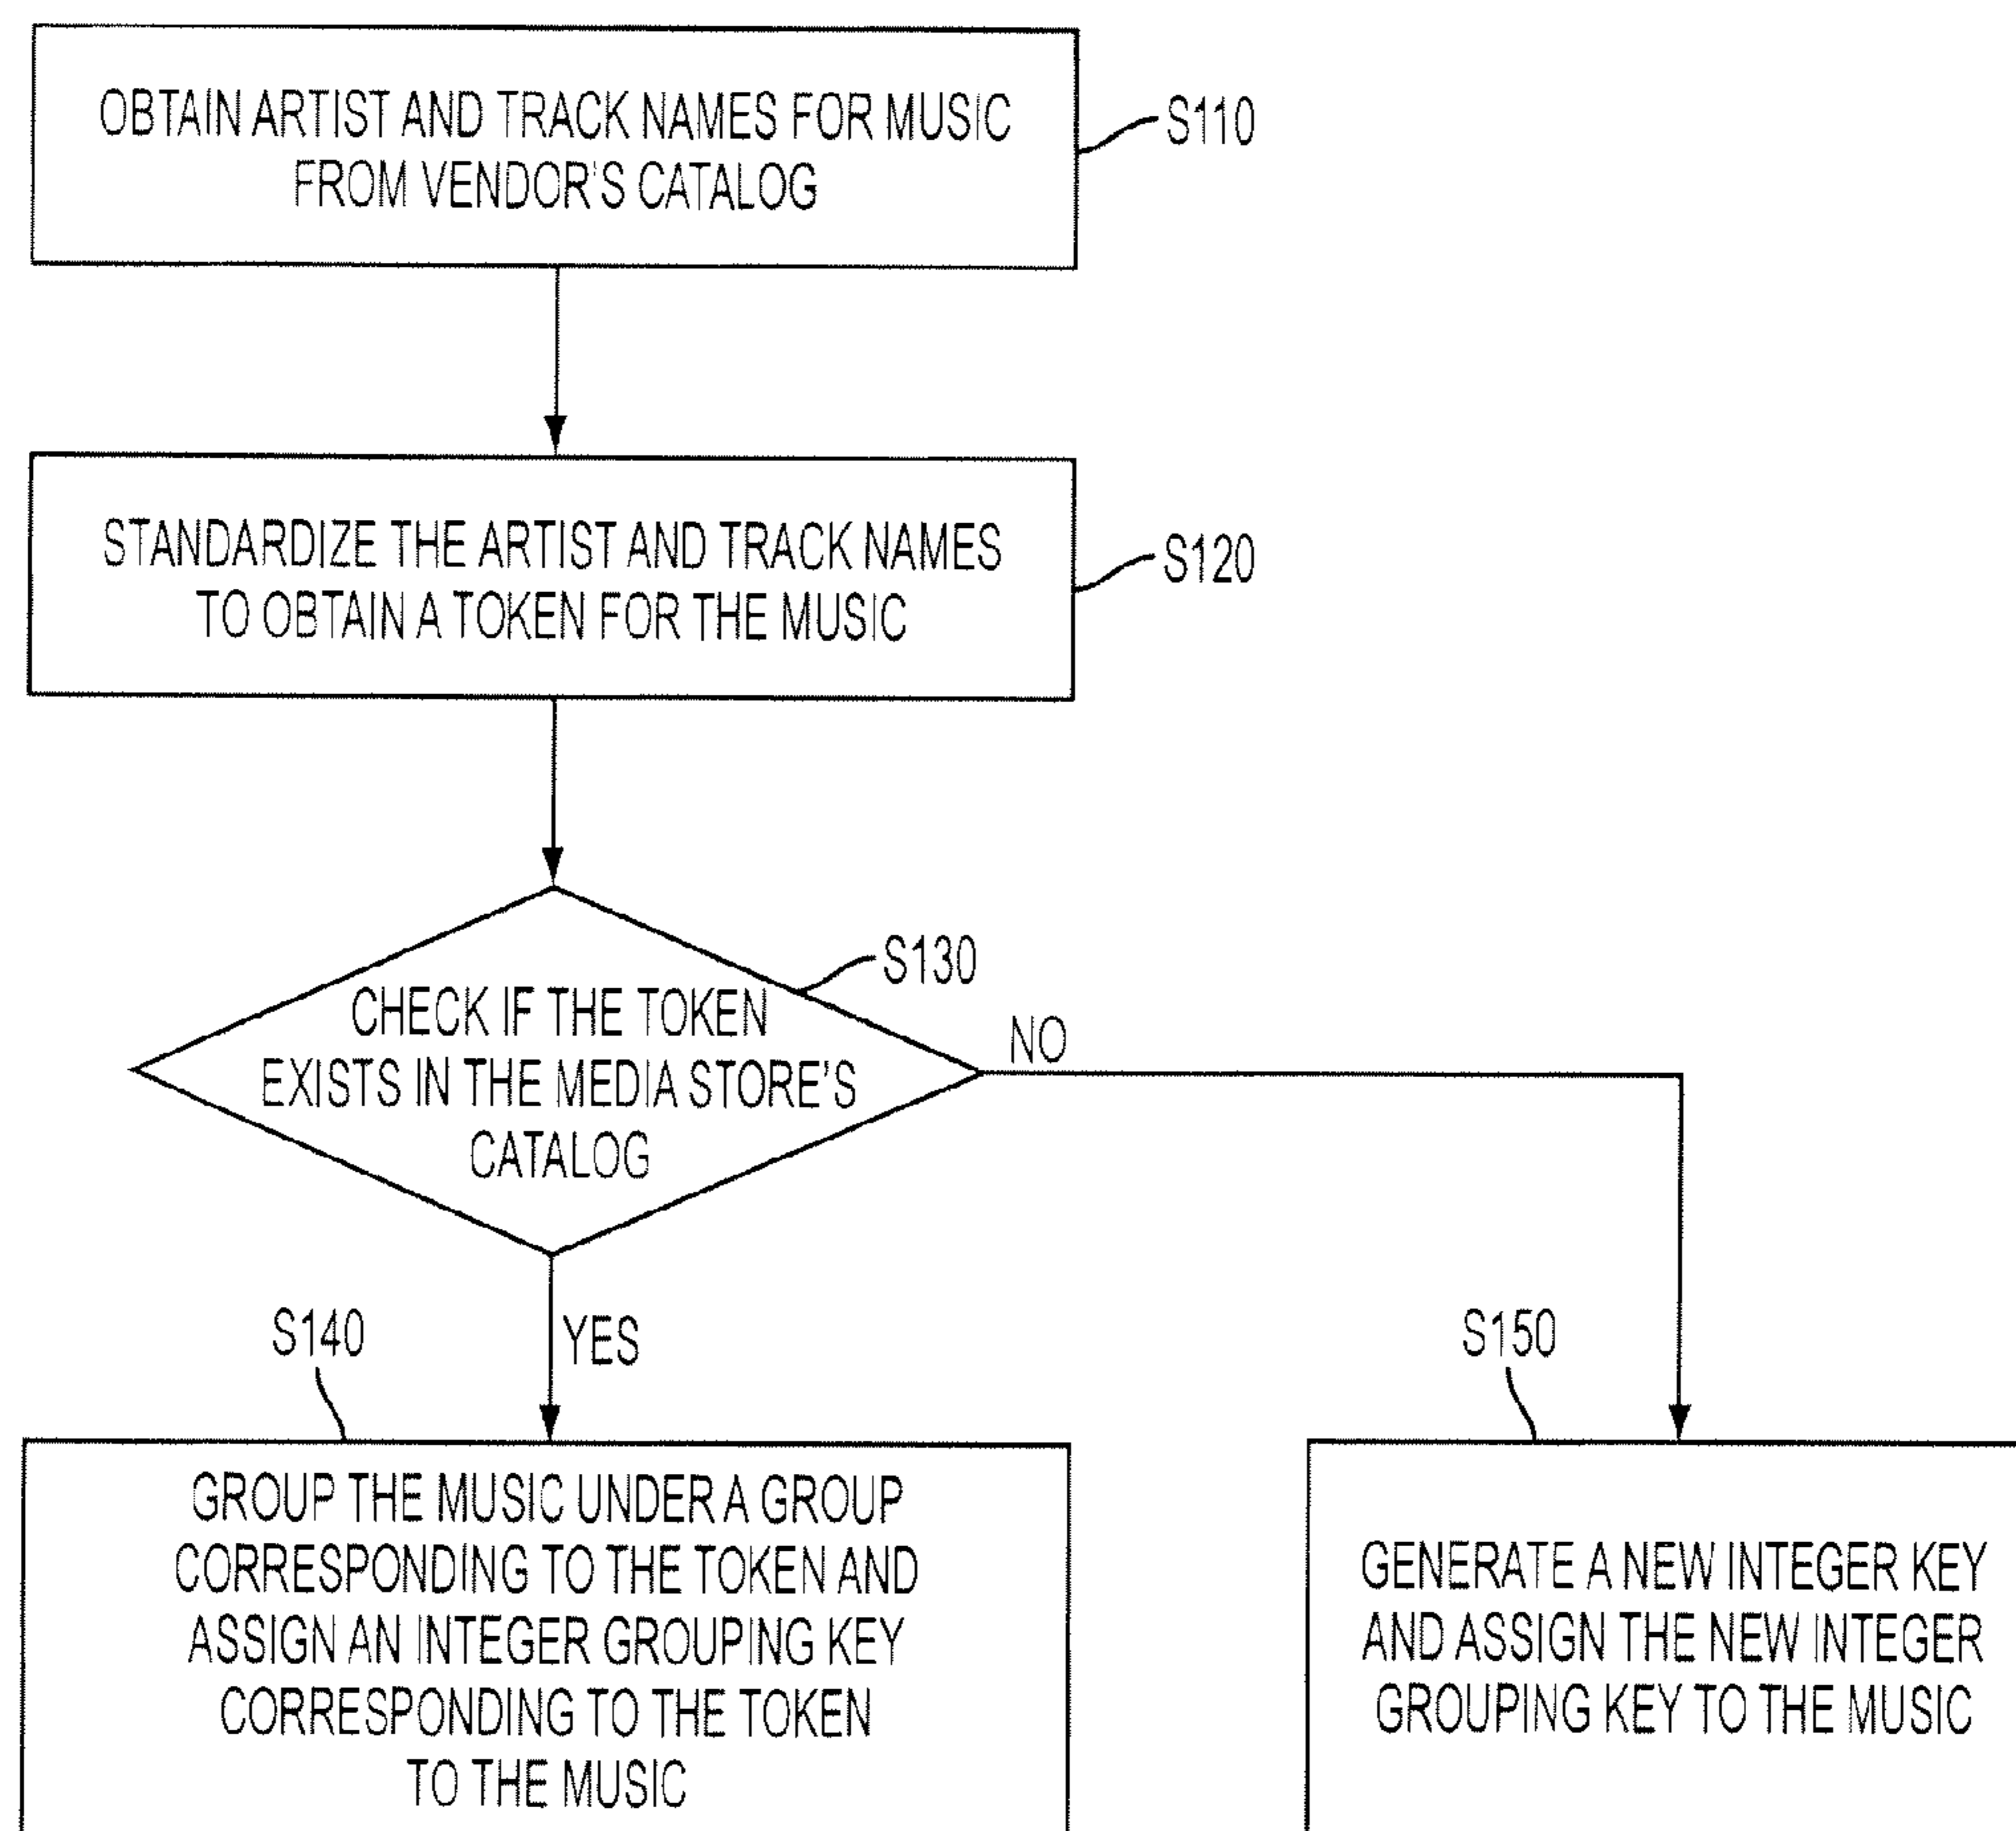 OBTAIN ARTIST AND TRACK NAMES FOR MUSIC
FROM VENDOR'S CATALOG
S110
STANDARDIZE THE ARTIST AND TRACK NAMES
TO OBTAIN A TOKEN FOR THE MUSIC
S120
S130
CHECK IF THE TOKEN
EXISTS IN THE MEDIA STORE'S
CATALOG
NO
YES
S140
GROUP THE MUSIC UNDER A GROUP
CORRESPONDING TO THE TOKEN AND
ASSIGN AN INTEGER GROUPING KEY
CORRESPONDING TO THE TOKEN
TO THE MUSIC
S150
GENERATE A NEW INTEGER KEY
AND ASSIGN THE NEW INTEGER
GROUPING KEY TO THE MUSIC